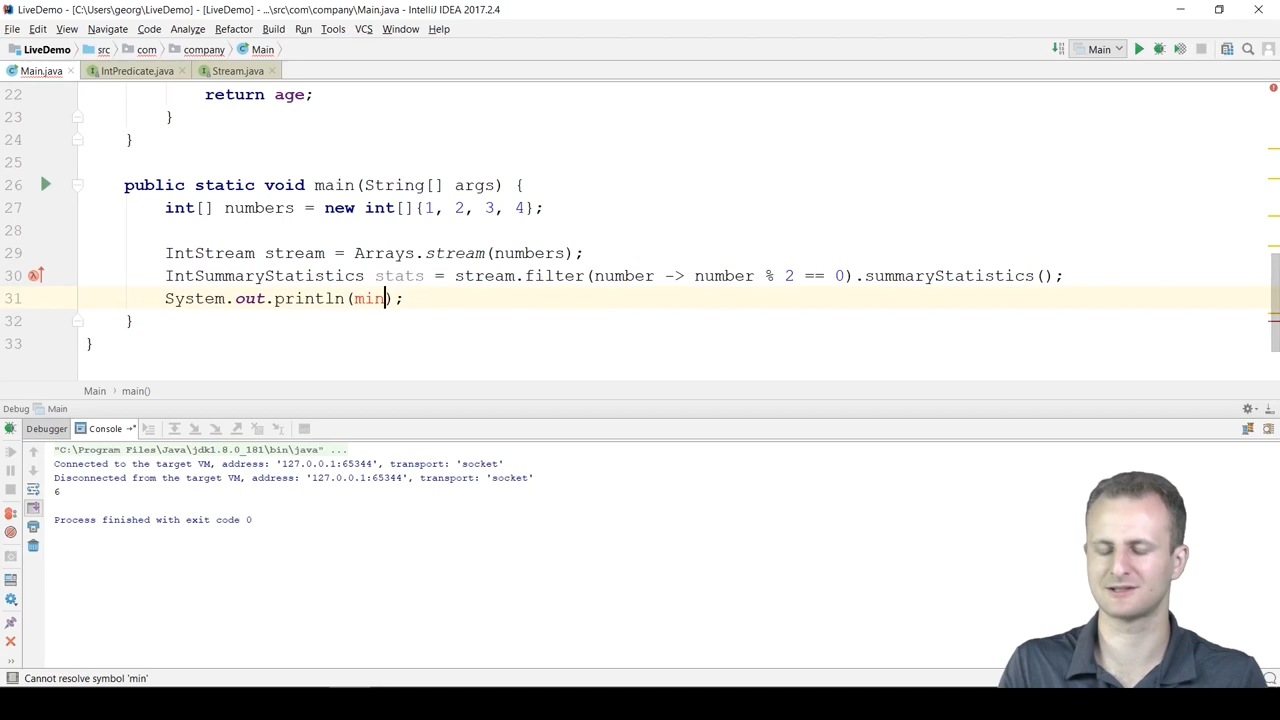 LiveDemo - [C:\Users\georg\LiveDemo] - [LiveDemo] - ...\src\com\company\Main.java - IntelliJ IDEA 2017.2.4
File Edit View Navigate Code Analyze Refactor Build Run Tools VCS Window Help
LiveDemo src com company Main Main
Main.java IntPredicate.java Stream.java
22 return age;
23 }
24 }
25
26 public static void main(String[] args) {
27 int[] numbers = new int[]{1, 2, 3, 4};
28
29 IntStream stream = Arrays.stream(numbers);
30 IntSummaryStatistics stats = stream.filter(number -> number % 2 == 0).summaryStatistics();
31 System.out.println(min);
32 }
33 }
Main › main()
Debug Main
Debugger Console
"C:\Program Files\Java\jdk1.8.0_181\bin\java" ...
Connected to the target VM, address: '127.0.0.1:65344', transport: 'socket'
Disconnected from the target VM, address: '127.0.0.1:65344', transport: 'socket'
6
Process finished with exit code 0
Cannot resolve symbol 'min'